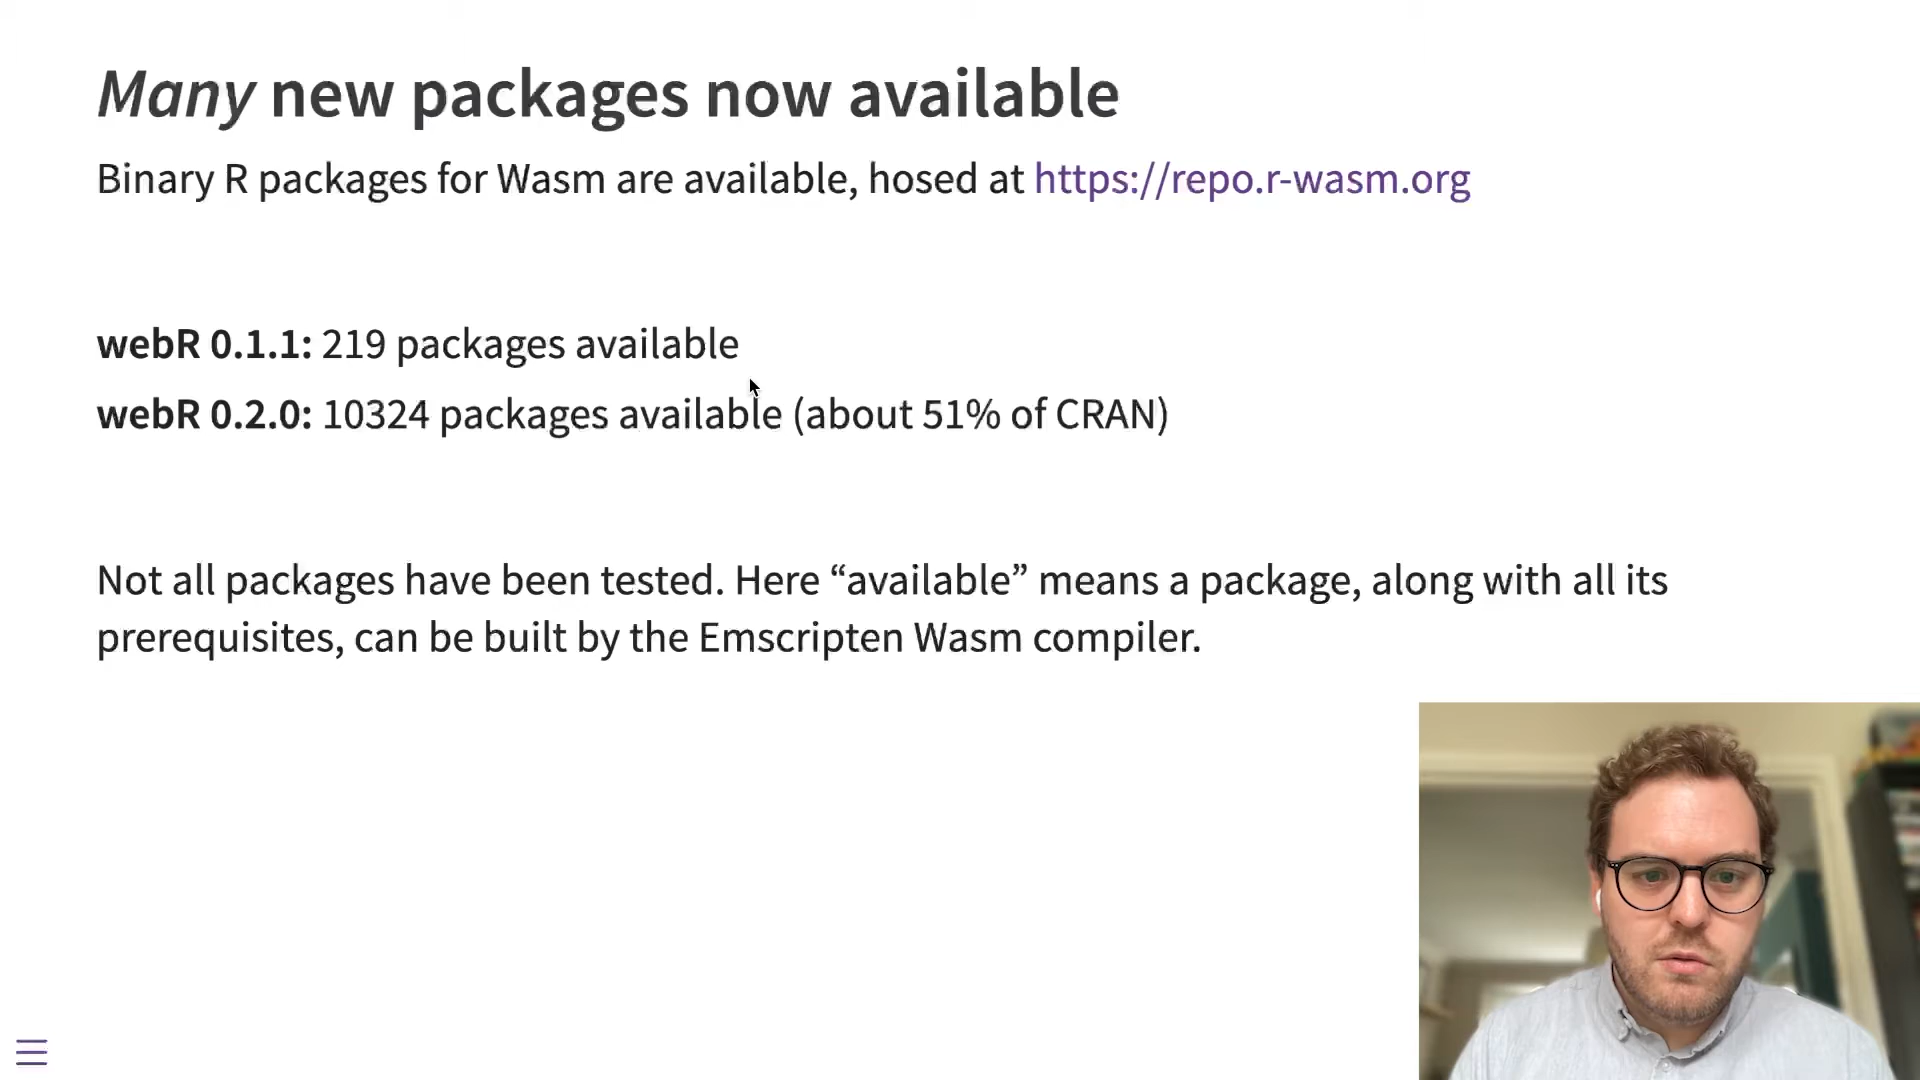 Many new packages now available
Binary R packages for Wasm are available, hosed at https://repo.r-wasm.org
webR 0.1.1: 219 packages available
webR 0.2.0: 10324 packages available (about 51% of CRAN)
Not all packages have been tested. Here “available” means a package, along with all its
prerequisites, can be built by the Emscripten Wasm compiler.